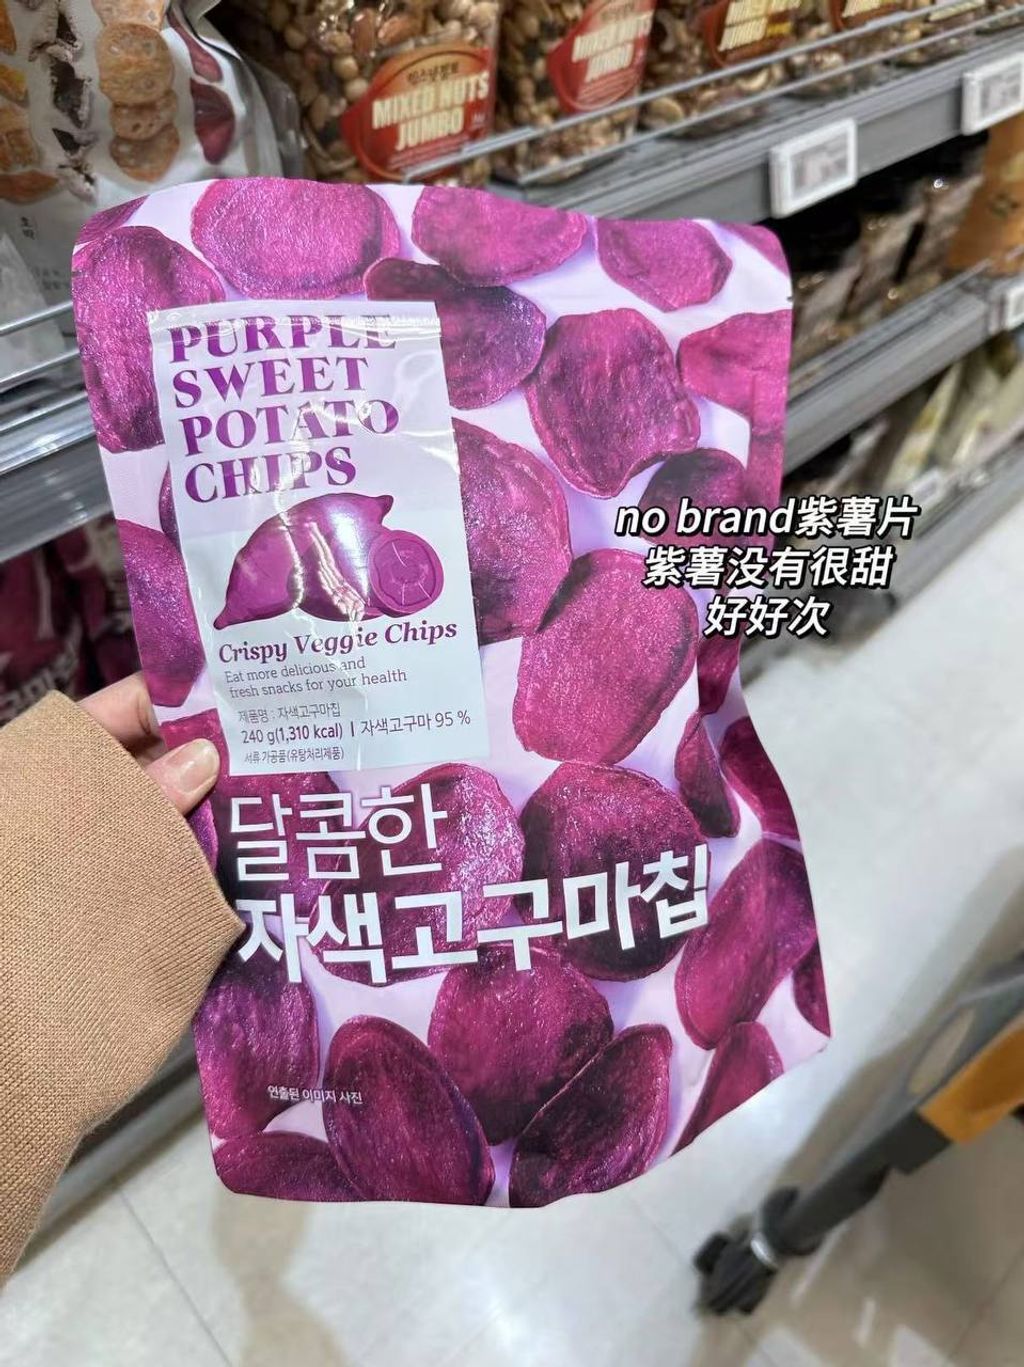 MIXED NUTS
JUMBO
MIXED NUTS
JUMBO
PURPLE
SWEET
POTATO
CHIPS
Crispy Veggie Chips
Eat more delicious and
fresh snacks for your health
제품명 : 자색고구마칩
240 g(1,310 kcal) | 자색고구마 95 %
서류가공품(유탕처리제품)
no brand紫薯片
紫薯没有很甜
好好次
달콤한
자색고구마칩
연출된 이미지 사진